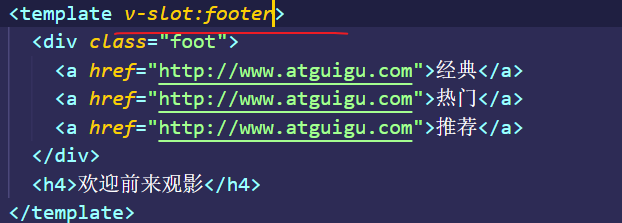 <template v-slot:footer>
<div class="foot">
<a href="http://www.atguigu.com">经典</a>
<a href="http://www.atguigu.com">热门</a>
<a href="http://www.atguigu.com">推荐</a>
</div>
<h4>欢迎前来观影</h4>
</template>